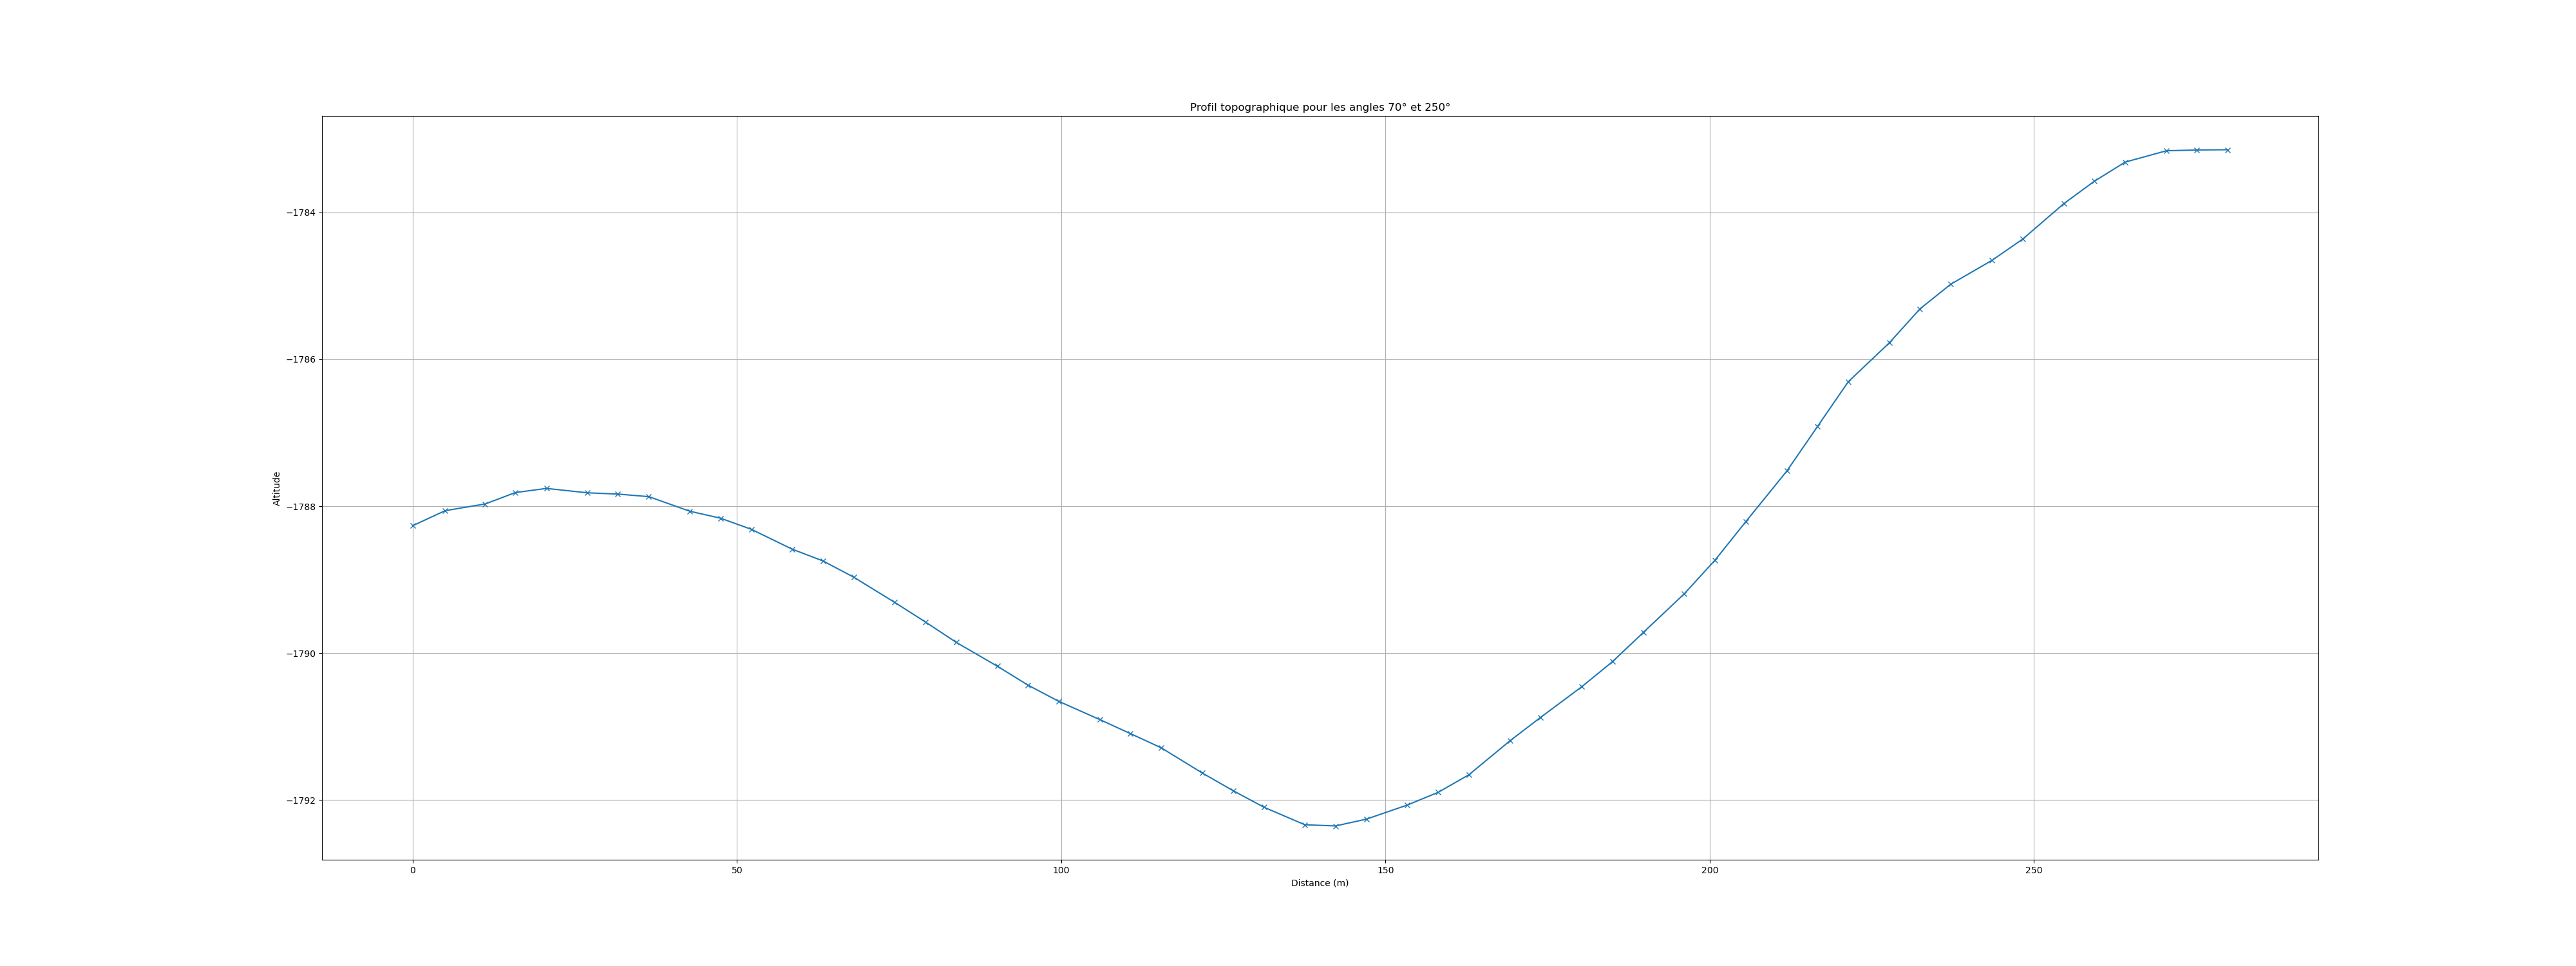 Profil topographique pour les angles 70° et 250°
−1784
−1786
−1788
−1790
−1792
Altitude
0 50 100 150 200 250
Distance (m)